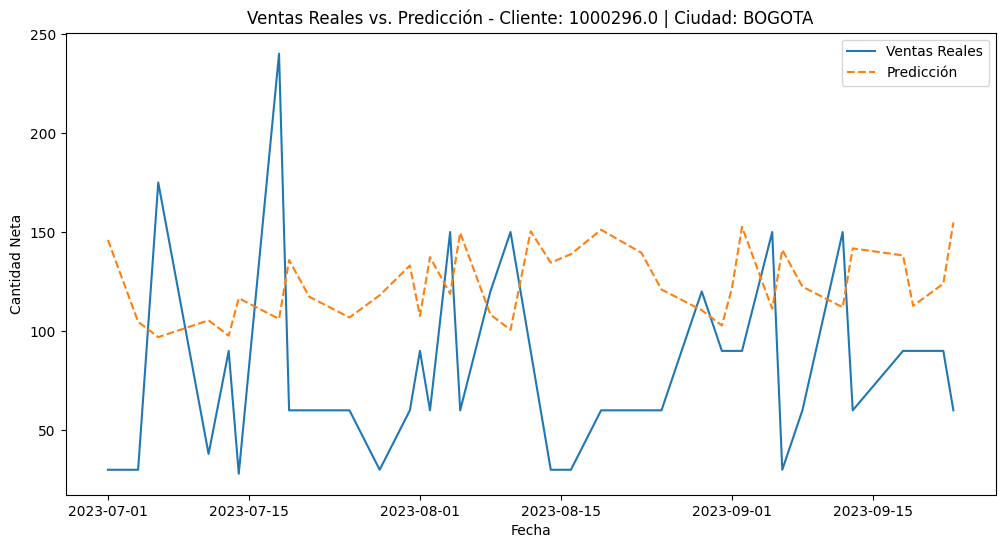 Ventas Reales vs. Predicción - Cliente: 1000296.0 | Ciudad: BOGOTA
Ventas Reales
Predicción
Cantidad Neta
250
200
150
100
50
2023-07-01
2023-07-15
2023-08-01
2023-08-15
2023-09-01
2023-09-15
Fecha